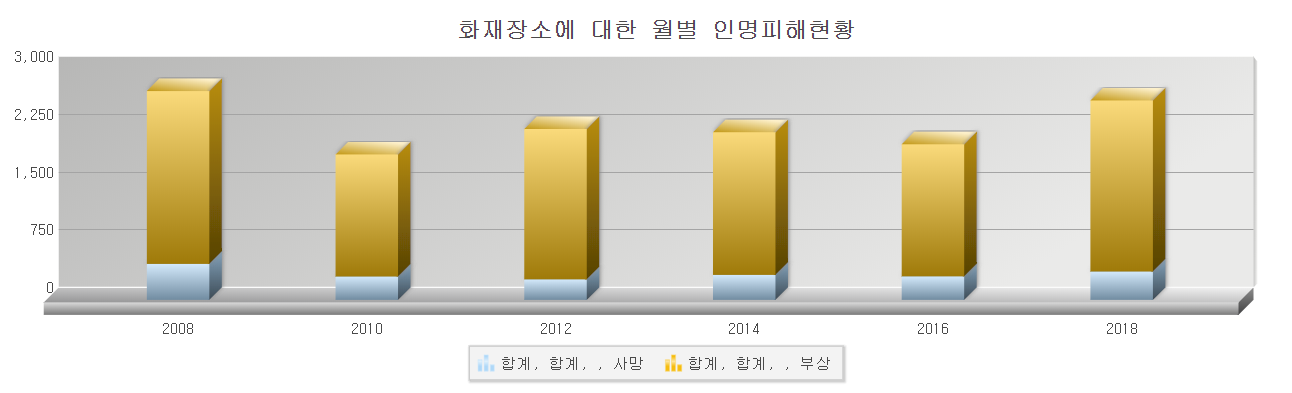 화재장소에 대한 월별 인명피해현황
3,000
2,250
1,500
750
0
2008 2010 2012 2014 2016 2018
합계, 합계, , 사망 합계, 합계, , 부상